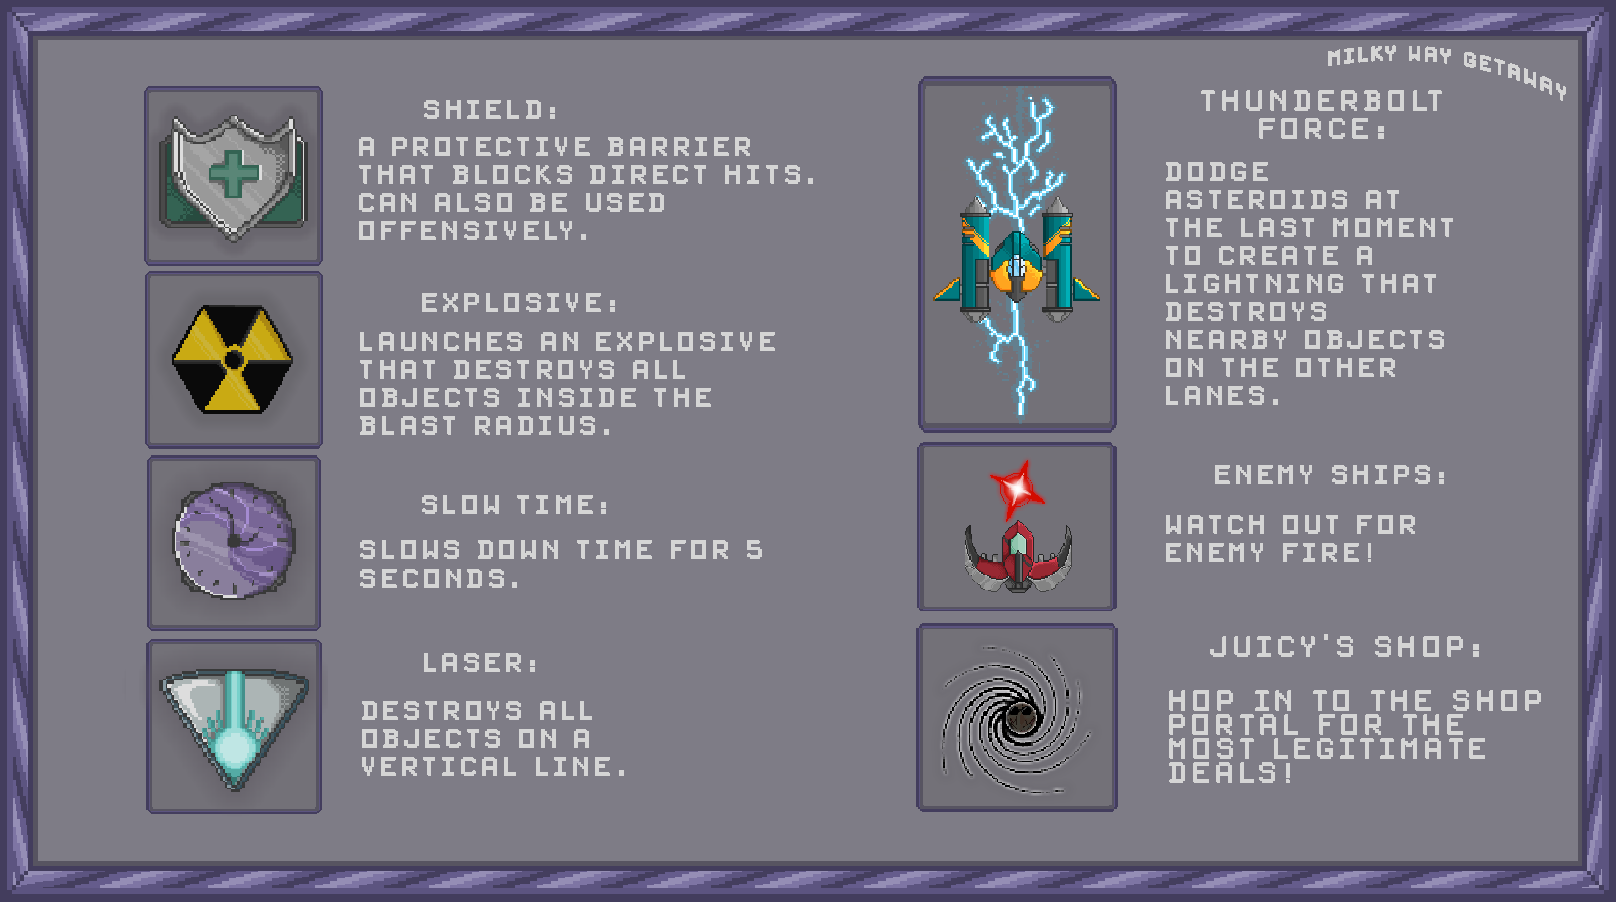 MILKY WAY GETAWAY
SHIELD:
A PROTECTIVE BARRIER
THAT BLOCKS DIRECT HITS.
CAN ALSO BE USED
OFFENSIVELY.
EXPLOSIVE:
LAUNCHES AN EXPLOSIVE
THAT DESTROYS ALL
OBJECTS INSIDE THE
BLAST RADIUS.
SLOW TIME:
SLOWS DOWN TIME FOR 5
SECONDS.
LASER:
DESTROYS ALL
OBJECTS ON A
VERTICAL LINE.
THUNDERBOLT
FORCE:
DODGE
ASTEROIDS AT
THE LAST MOMENT
TO CREATE A
LIGHTNING THAT
DESTROYS
NEARBY OBJECTS
ON THE OTHER
LANES.
ENEMY SHIPS:
WATCH OUT FOR
ENEMY FIRE!
JUICY'S SHOP:
HOP IN TO THE SHOP
PORTAL FOR THE
MOST LEGITIMATE
DEALS!